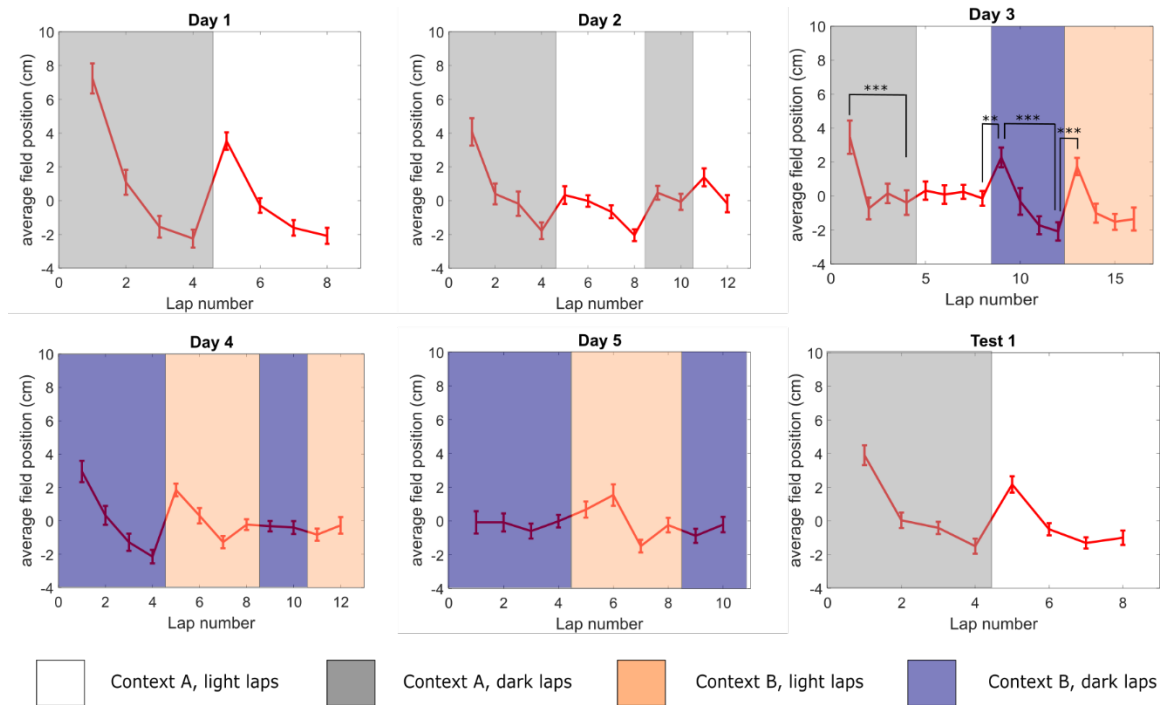 Day 1
average field position (cm)
10
8
6
4
2
0
-2
-4
0 2 4 6 8
Lap number
Day 2
average field position (cm)
10
8
6
4
2
0
-2
-4
0 2 4 6 8 10 12
Lap number
Day 3
average field position (cm)
10
8
6
4
2
0
-2
-4
*** ** *** ***
0 5 10 15
Lap number
Day 4
average field position (cm)
10
8
6
4
2
0
-2
-4
0 2 4 6 8 10 12
Lap number
Day 5
average field position (cm)
10
8
6
4
2
0
-2
-4
0 2 4 6 8 10
Lap number
Test 1
average field position (cm)
10
8
6
4
2
0
-2
-4
0 2 4 6 8
Lap number
Context A, light laps
Context A, dark laps
Context B, light laps
Context B, dark laps